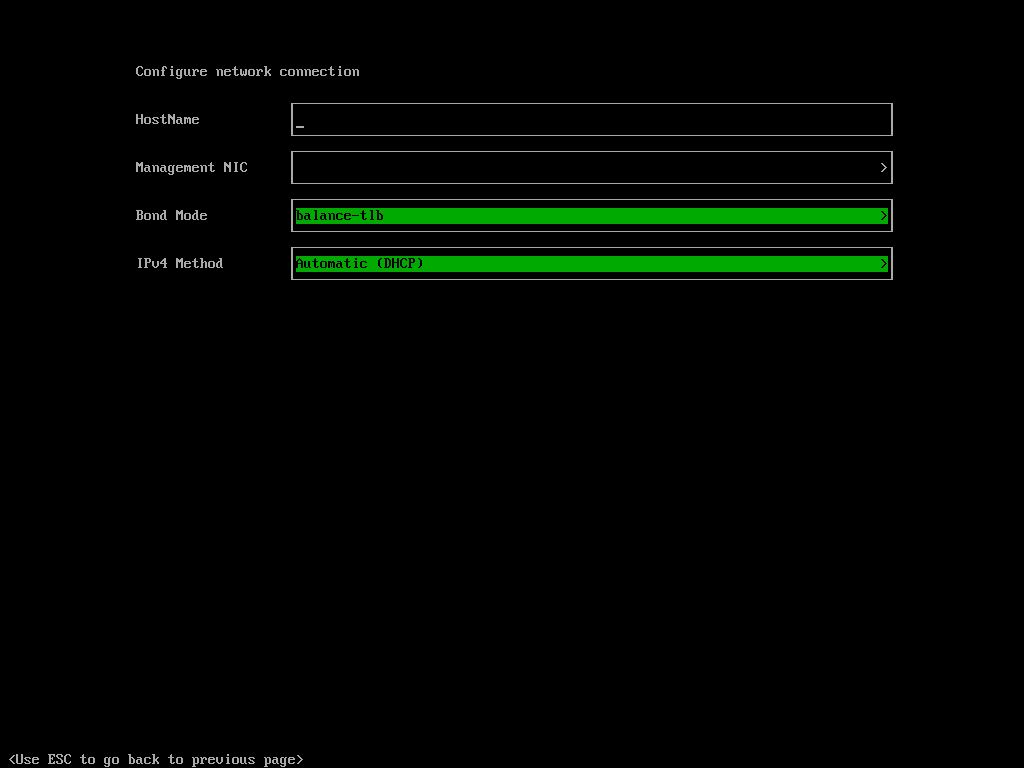 Configure network connection
HostName _
Management NIC >
Bond Mode balance-tlb >
IPv4 Method Automatic (DHCP) >
<Use ESC to go back to previous page>